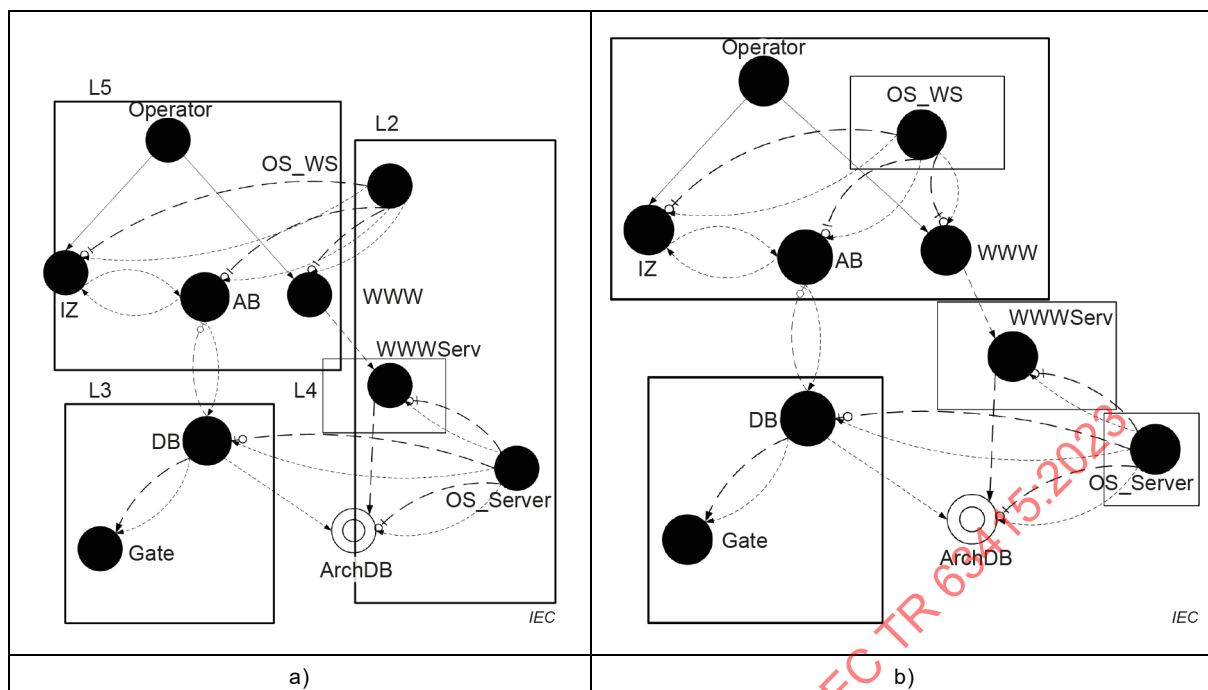 L5
Operator
L2
OS_WS
IZ
AB
WWW
WWWServ
L3
L4
DB
OS_Server
Gate
ArchDB
IEC
a)
Operator
OS_WS
IZ
AB
WWW
WWWServ
DB
OS_Server
Gate
ArchDB
IEC
b)
EC TR 63415:2023